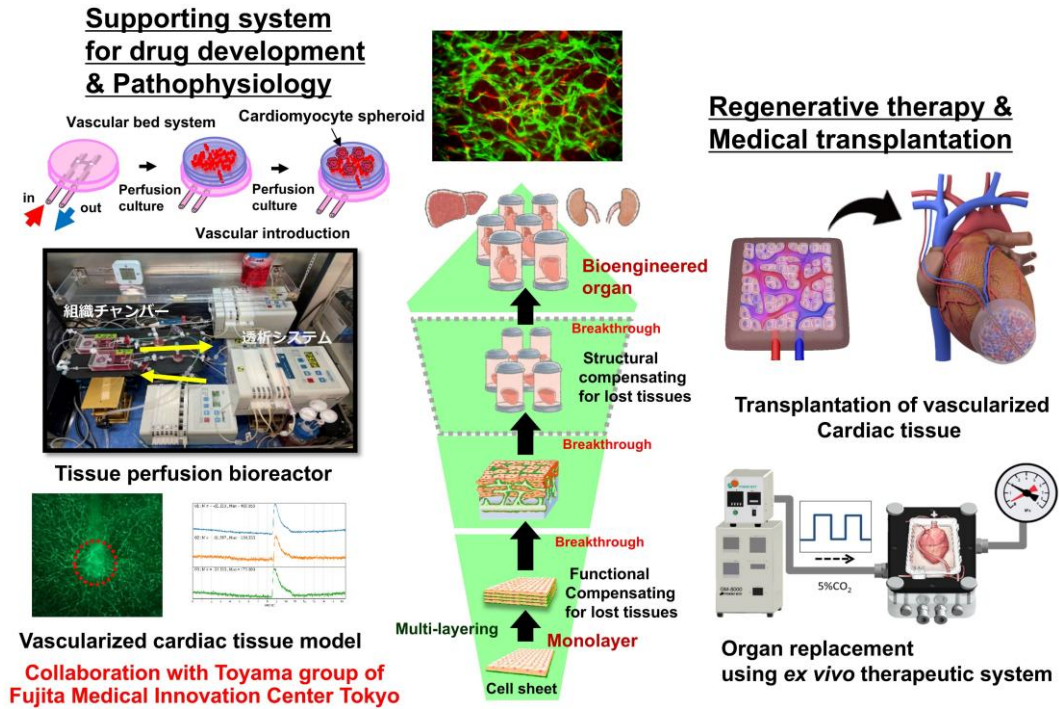 Supporting system
for drug development
& Pathophysiology
Vascular bed system
Cardiomyocyte spheroid
in
out
Perfusion
culture
Perfusion
culture
Vascular introduction
組織チャンバー
透析システム
Tissue perfusion bioreactor
Vascularized cardiac tissue model
Collaboration with Toyama group of
Fujita Medical Innovation Center Tokyo
Bioengineered
organ
Breakthrough
Structural
compensating
for lost tissues
Breakthrough
Breakthrough
Functional
Compensating
for lost tissues
Multi-layering
Monolayer
Cell sheet
Regenerative therapy &
Medical transplantation
Transplantation of vascularized
Cardiac tissue
5%CO2
Organ replacement
using ex vivo therapeutic system